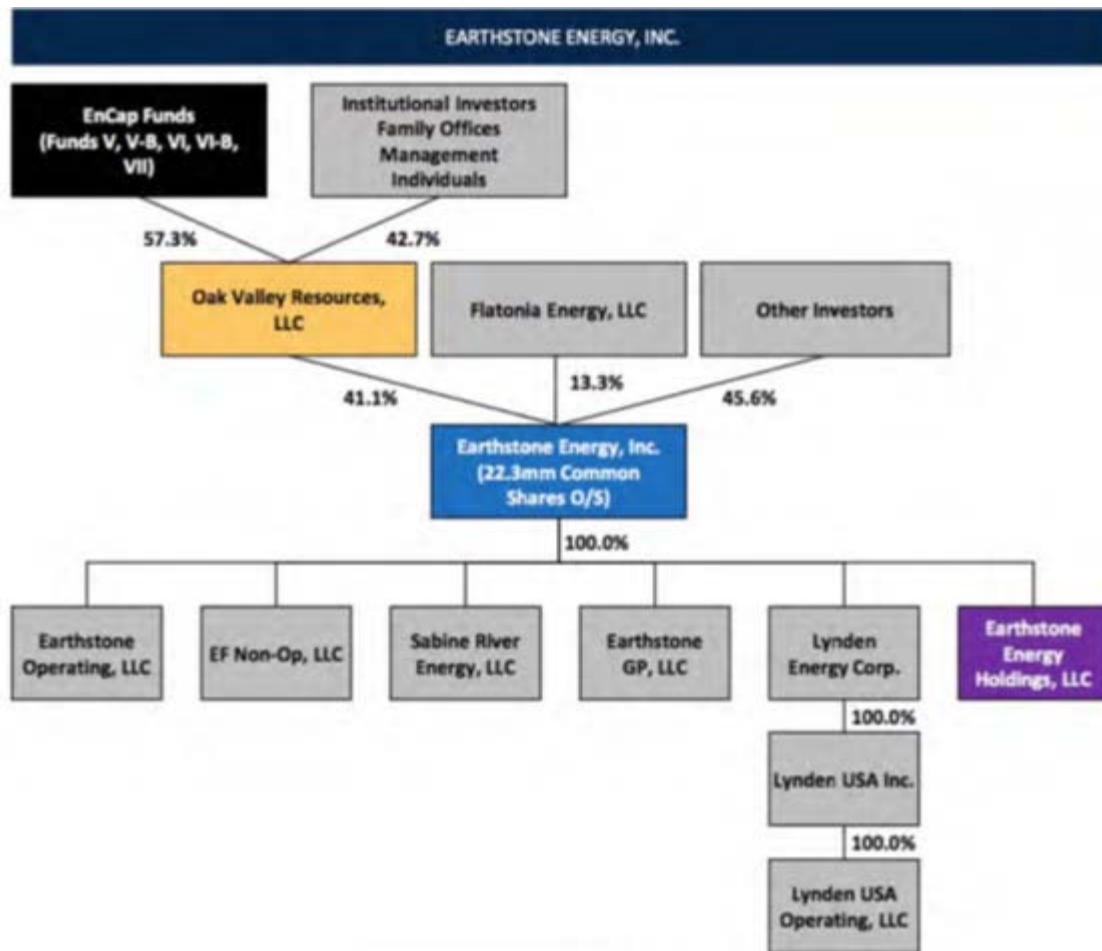 EARTHSTONE ENERGY, INC.
EnCap Funds
(Funds V, V-B, VI, VI-B,
VII)
Institutional Investors
Family Offices
Management
Individuals
57.3%
42.7%
Oak Valley Resources,
LLC
Flatonia Energy, LLC
Other Investors
41.1%
13.3%
45.6%
Earthstone Energy, Inc.
(22.3mm Common
Shares O/S)
100.0%
Earthstone
Operating, LLC
EF Non-Op, LLC
Sabine River
Energy, LLC
Earthstone
GP, LLC
Lynden
Energy Corp.
Earthstone
Energy
Holdings, LLC
100.0%
Lynden USA Inc.
100.0%
Lynden USA
Operating, LLC